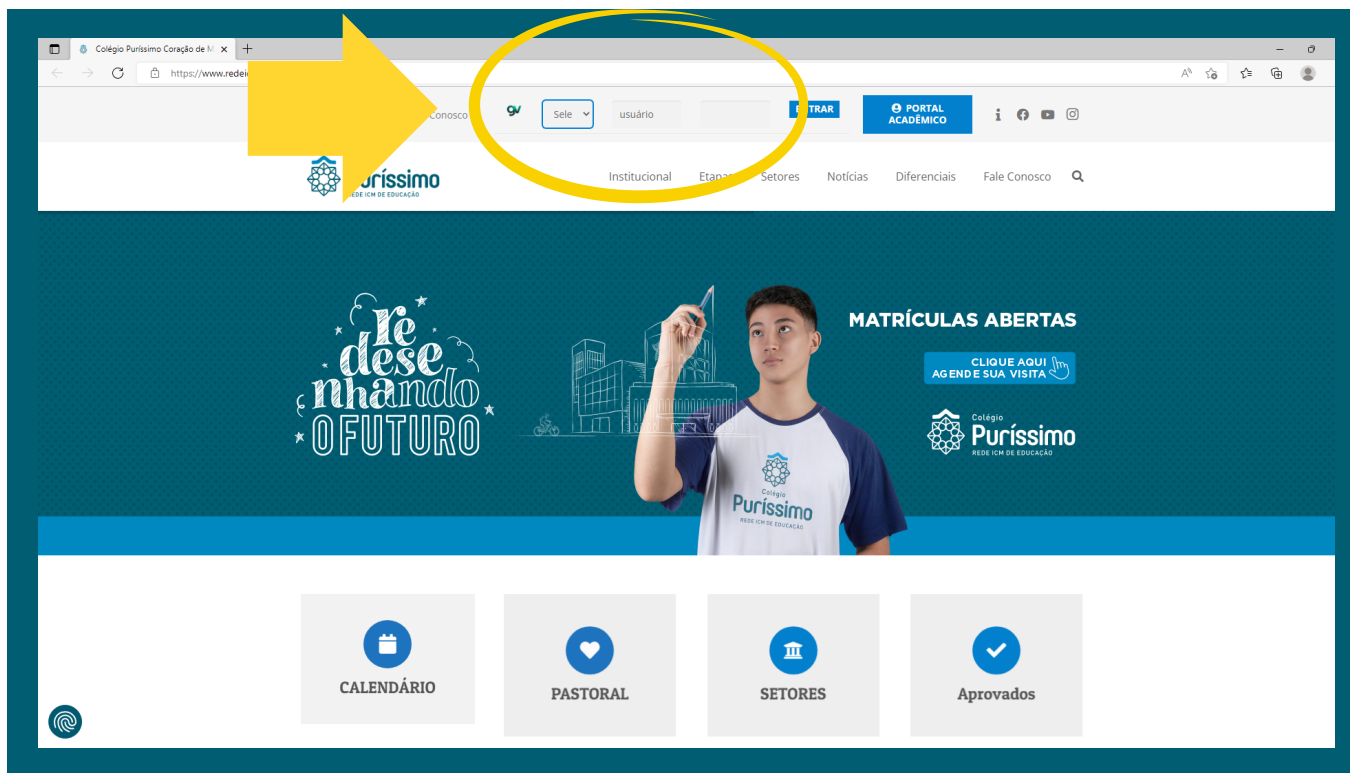 Colégio Puríssimo Coração de M
https://www.redei
Conosco
gv
Sele
usuário
PORTAL
ACADÊMICO
Puríssimo
REDE ICM DE EDUCAÇÃO
Institucional
Etapas
Setores
Notícias
Diferenciais
Fale Conosco
re
dese
nhando
O FUTURO
MATRÍCULAS ABERTAS
CLIQUE AQUI
AGENDE SUA VISITA
Colégio
Puríssimo
REDE ICM DE EDUCAÇÃO
Colégio
Puríssimo
REDE ICM DE EDUCAÇÃO
CALENDÁRIO
PASTORAL
SETORES
Aprovados